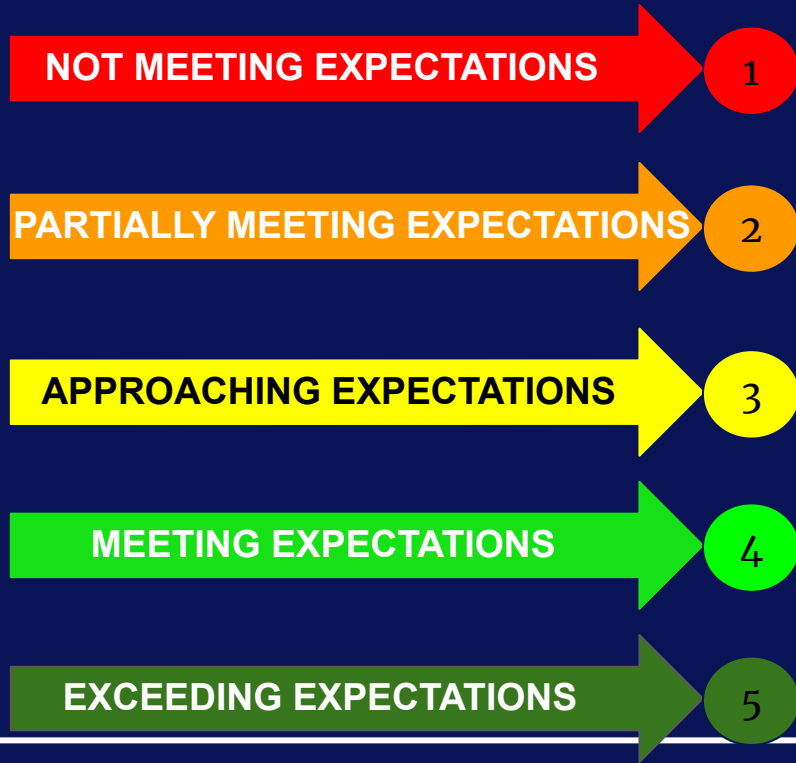 NOT MEETING EXPECTATIONS 1
PARTIALLY MEETING EXPECTATIONS 2
APPROACHING EXPECTATIONS 3
MEETING EXPECTATIONS 4
EXCEEDING EXPECTATIONS 5